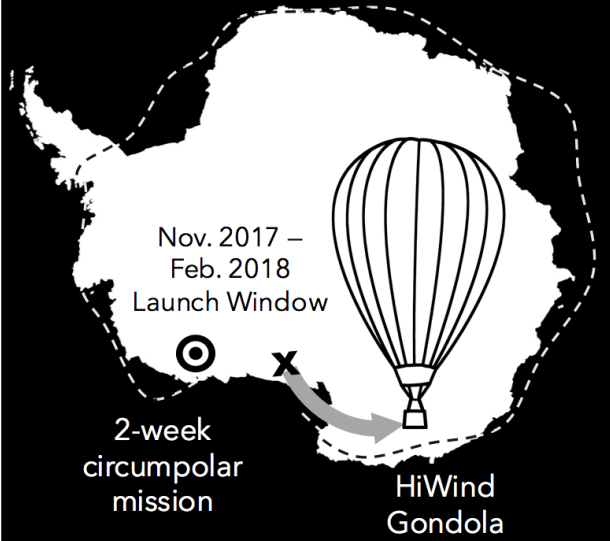 Nov. 2017 –
Feb. 2018
Launch Window
x
2-week
circumpolar
mission
HiWind
Gondola